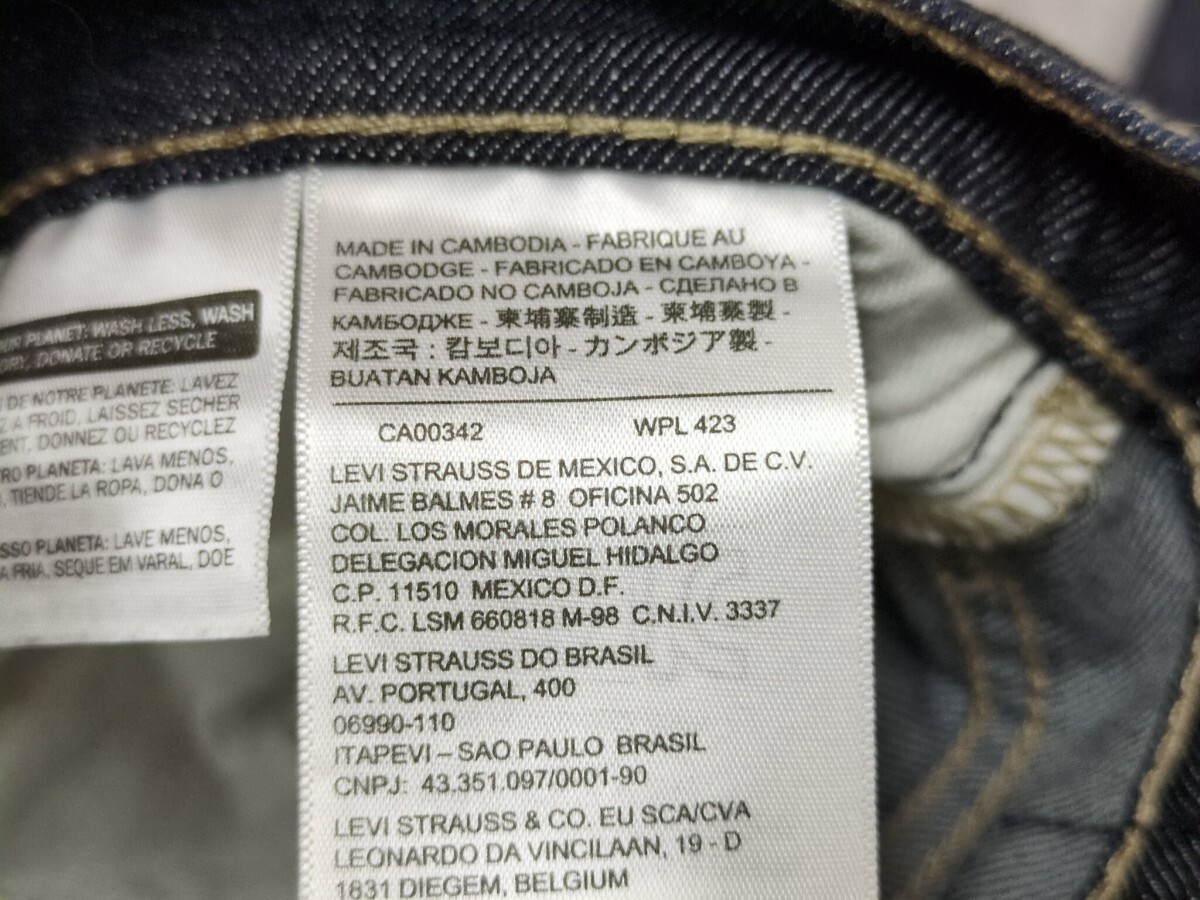 R PLANET: WASH LESS, WASH
DRY, DONATE OR RECYCLE
DE NOTRE PLANETE: LAVEZ
Z A FROID, LAISSEZ SECHER
ENT, DONNEZ OU RECYCLEZ
RO PLANETA: LAVA MENOS,
, TIENDE LA ROPA, DONA O
SSO PLANETA: LAVE MENOS,
A FRIA, SEQUE EM VARAL, DOE
MADE IN CAMBODIA - FABRIQUE AU
CAMBODGE - FABRICADO EN CAMBOYA -
FABRICADO NO CAMBOJA - СДЕЛАНО В
КАМБОДЖЕ - 柬埔寨制造 - 柬埔寨製 -
제조국 : 캄보디아 - カンボジア製 -
BUATAN KAMBOJA
CA00342 WPL 423
LEVI STRAUSS DE MEXICO, S.A. DE C.V.
JAIME BALMES # 8 OFICINA 502
COL. LOS MORALES POLANCO
DELEGACION MIGUEL HIDALGO
C.P. 11510 MEXICO D.F.
R.F.C. LSM 660818 M-98 C.N.I.V. 3337
LEVI STRAUSS DO BRASIL
AV. PORTUGAL, 400
06990-110
ITAPEVI – SAO PAULO BRASIL
CNPJ: 43.351.097/0001-90
LEVI STRAUSS & CO. EU SCA/CVA
LEONARDO DA VINCILAAN, 19 - D
1831 DIEGEM, BELGIUM